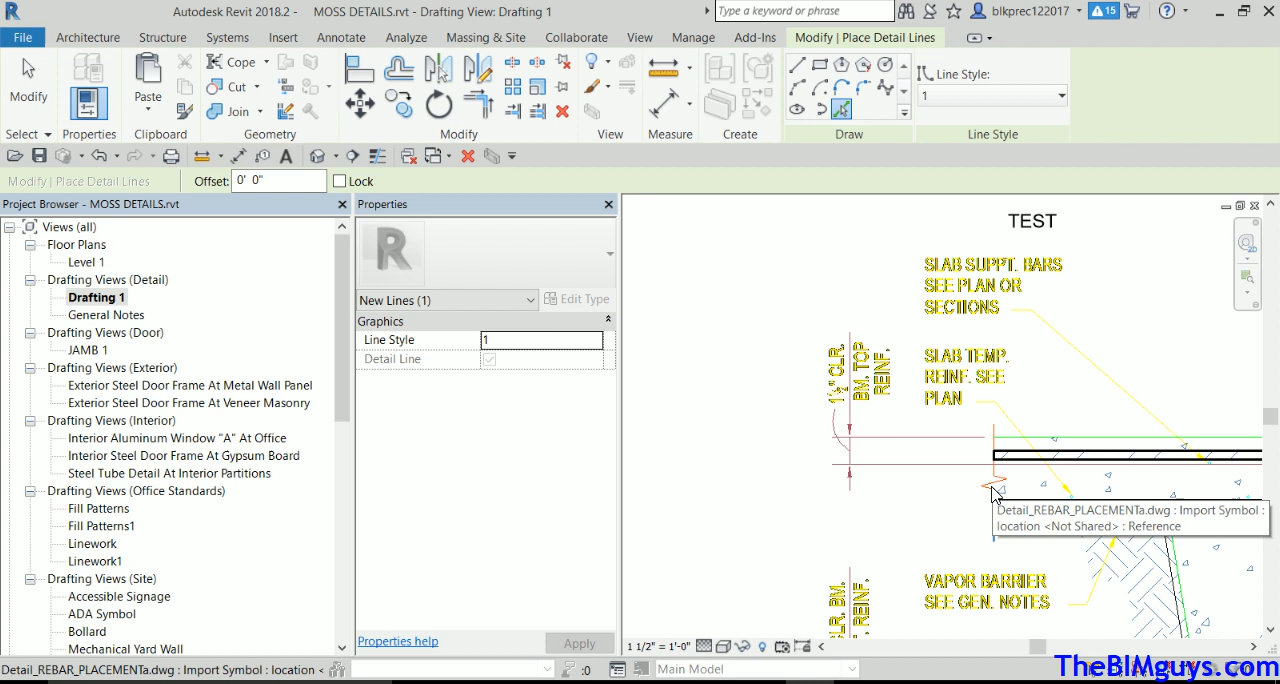 Autodesk Revit 2018.2 - MOSS DETAILS.rvt - Drafting View: Drafting 1
Type a keyword or phrase
blkprec122017
15
File Architecture Structure Systems Insert Annotate Analyze Massing & Site Collaborate View Manage Add-Ins Modify | Place Detail Lines
Modify
Paste
Cope
Cut
Join
Line Style:
1
Select Properties Clipboard Geometry Modify View Measure Create Draw Line Style
Modify | Place Detail Lines
Offset: 0' 0"
Lock
Project Browser - MOSS DETAILS.rvt
Views (all)
Floor Plans
Level 1
Drafting Views (Detail)
Drafting 1
General Notes
Drafting Views (Door)
JAMB 1
Drafting Views (Exterior)
Exterior Steel Door Frame At Metal Wall Panel
Exterior Steel Door Frame At Veneer Masonry
Drafting Views (Interior)
Interior Aluminum Window "A" At Office
Interior Steel Door Frame At Gypsum Board
Steel Tube Detail At Interior Partitions
Drafting Views (Office Standards)
Fill Patterns
Fill Patterns1
Linework
Linework1
Drafting Views (Site)
Accessible Signage
ADA Symbol
Bollard
Mechanical Yard Wall
Properties
New Lines (1)
Edit Type
Graphics
Line Style 1
Detail Line
Properties help
Apply
TEST
SLAB SUPPT. BARS
SEE PLAN OR
SECTIONS
SLAB TEMP.
REINF. SEE
PLAN
1½" CLR.
BM. TOP
REINF.
Detail_REBAR_PLACEMENTa.dwg : Import Symbol :
location <Not Shared> : Reference
VAPOR BARRIER
SEE GEN. NOTES
CLR. BM.
REINF.
1 1/2" = 1'-0"
Detail_REBAR_PLACEMENTa.dwg : Import Symbol : location <
:0
Main Model
TheBIMguys.com